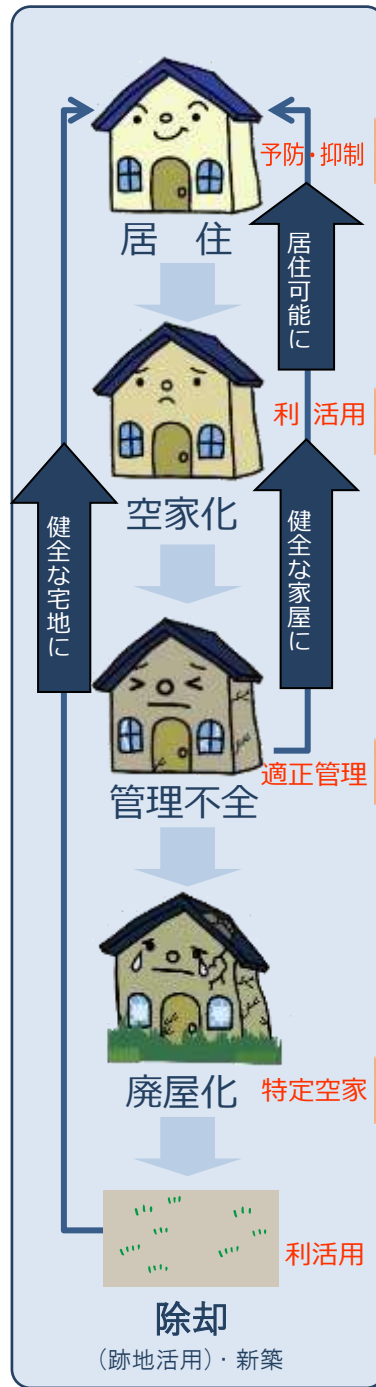 予防・抑制
居　住
居住可能に
利 活用
空家化
健全な宅地に
健全な家屋に
適正管理
管理不全
廃屋化
特定空家
利活用
除却
(跡地活用)・新築